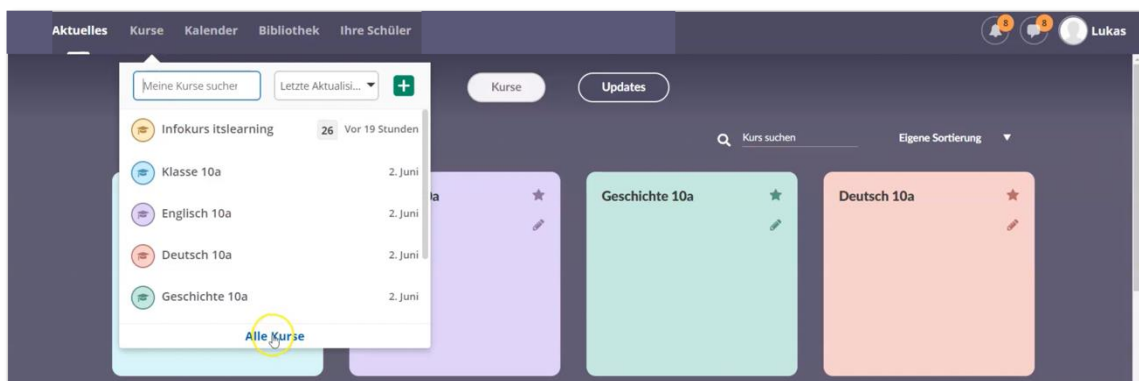 Aktuelles Kurse Kalender Bibliothek Ihre Schüler 8 8 Lukas
Meine Kurse sucher Letzte Aktualisi...
Kurse Updates
Kurs suchen Eigene Sortierung
Infokurs itslearning 26 Vor 19 Stunden
Klasse 10a 2. Juni
Englisch 10a 2. Juni
Deutsch 10a 2. Juni
Geschichte 10a 2. Juni
Alle Kurse
a
Geschichte 10a
Deutsch 10a